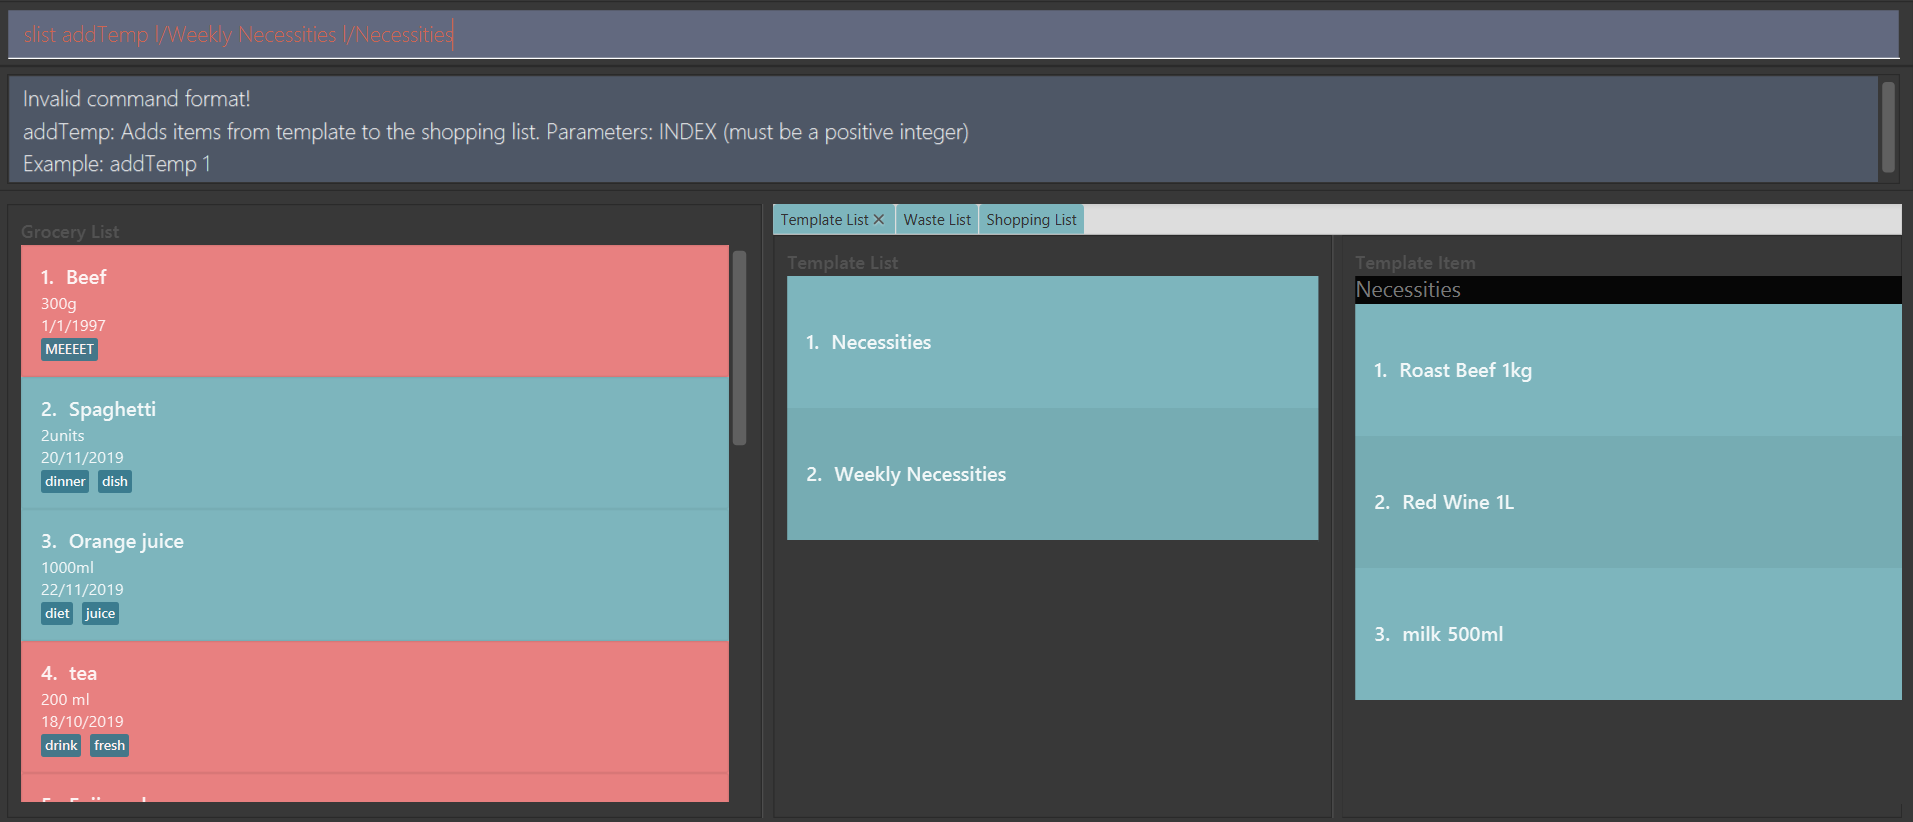 slist addTemp I/Weekly Necessities I/Necessities
Invalid command format!
addTemp: Adds items from template to the shopping list. Parameters: INDEX (must be a positive integer)
Example: addTemp 1
Grocery List
1. Beef
300g
1/1/1997
MEEEET
2. Spaghetti
2units
20/11/2019
dinner dish
3. Orange juice
1000ml
22/11/2019
diet juice
4. tea
200 ml
18/10/2019
drink fresh
Template List Waste List Shopping List
Template List
1. Necessities
2. Weekly Necessities
Template Item
Necessities
1. Roast Beef 1kg
2. Red Wine 1L
3. milk 500ml